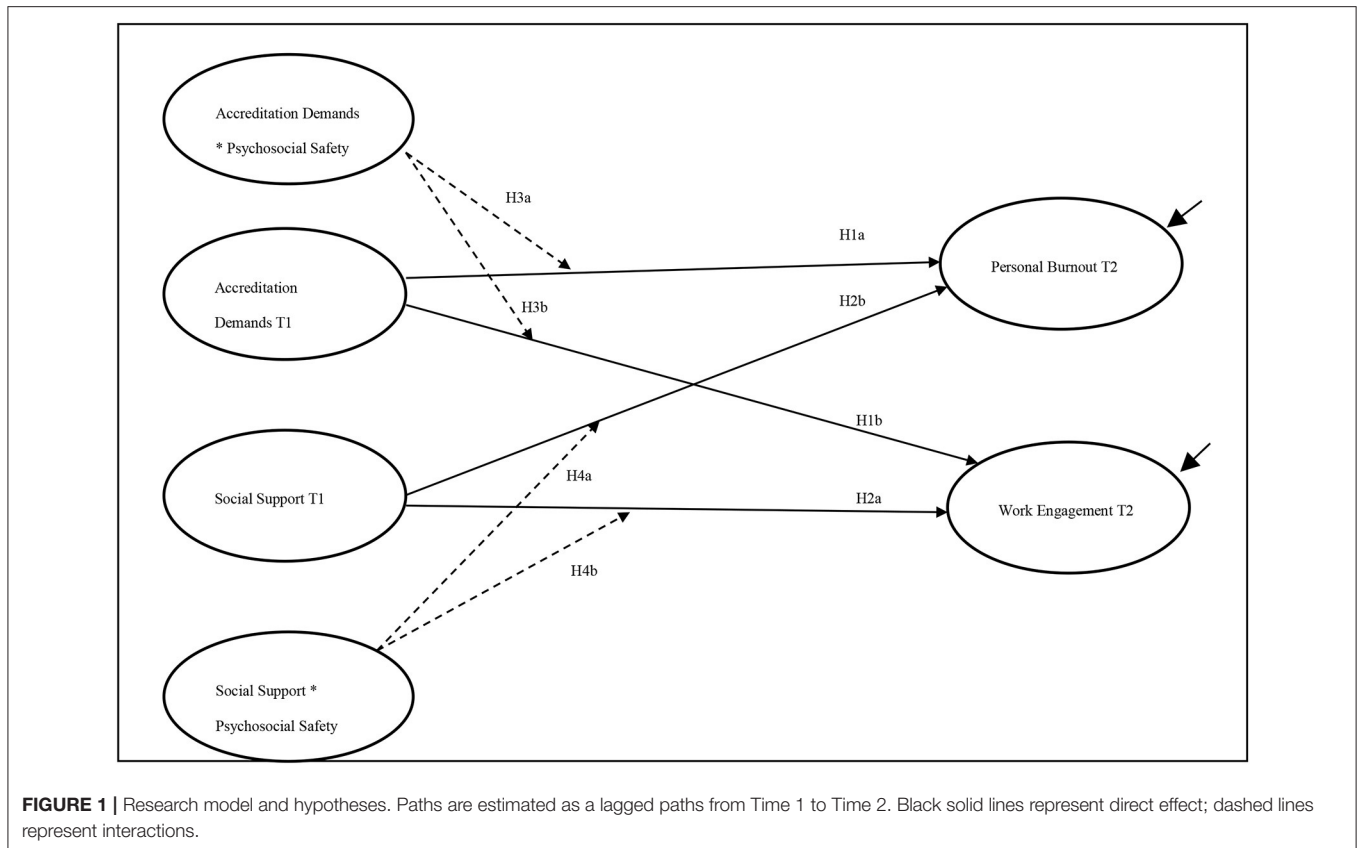 Accreditation Demands
* Psychosocial Safety
H3a
H1a
Personal Burnout T2
Accreditation
Demands T1
H3b
H2b
H1b
Social Support T1
H4a
H2a
Work Engagement T2
H4b
Social Support *
Psychosocial Safety
FIGURE 1 | Research model and hypotheses. Paths are estimated as a lagged paths from Time 1 to Time 2. Black solid lines represent direct effect; dashed lines
represent interactions.